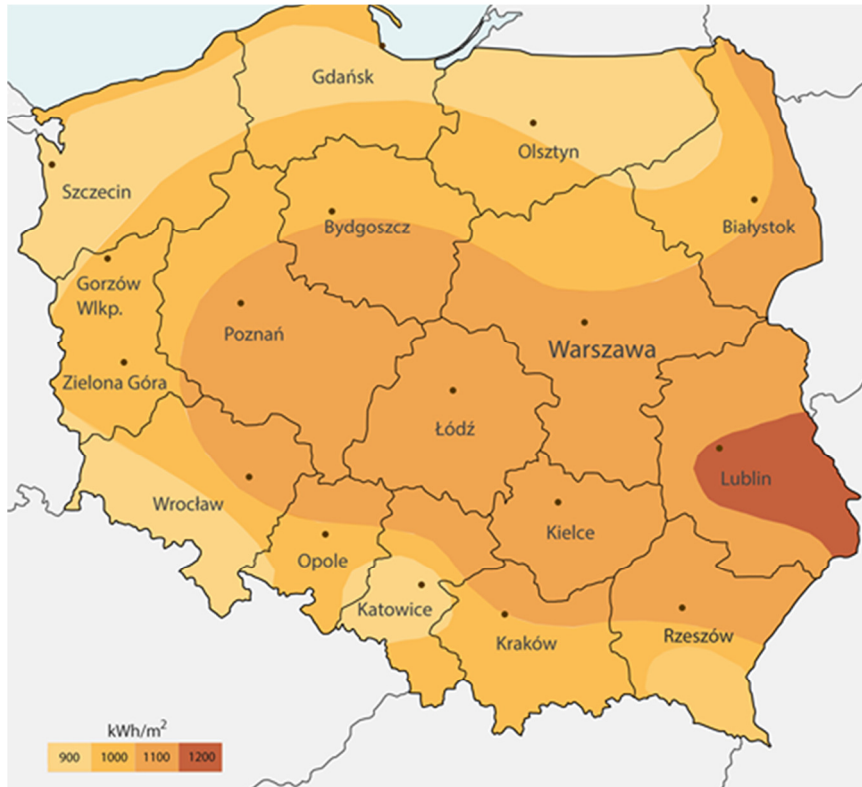 Gdańsk
Olsztyn
Szczecin
Bydgoszcz
Białystok
Gorzów
Wlkp.
Poznań
Warszawa
Zielona Góra
Łódź
Lublin
Wrocław
Kielce
Opole
Katowice
Rzeszów
Kraków
kWh/m²
900 1000 1100 1200